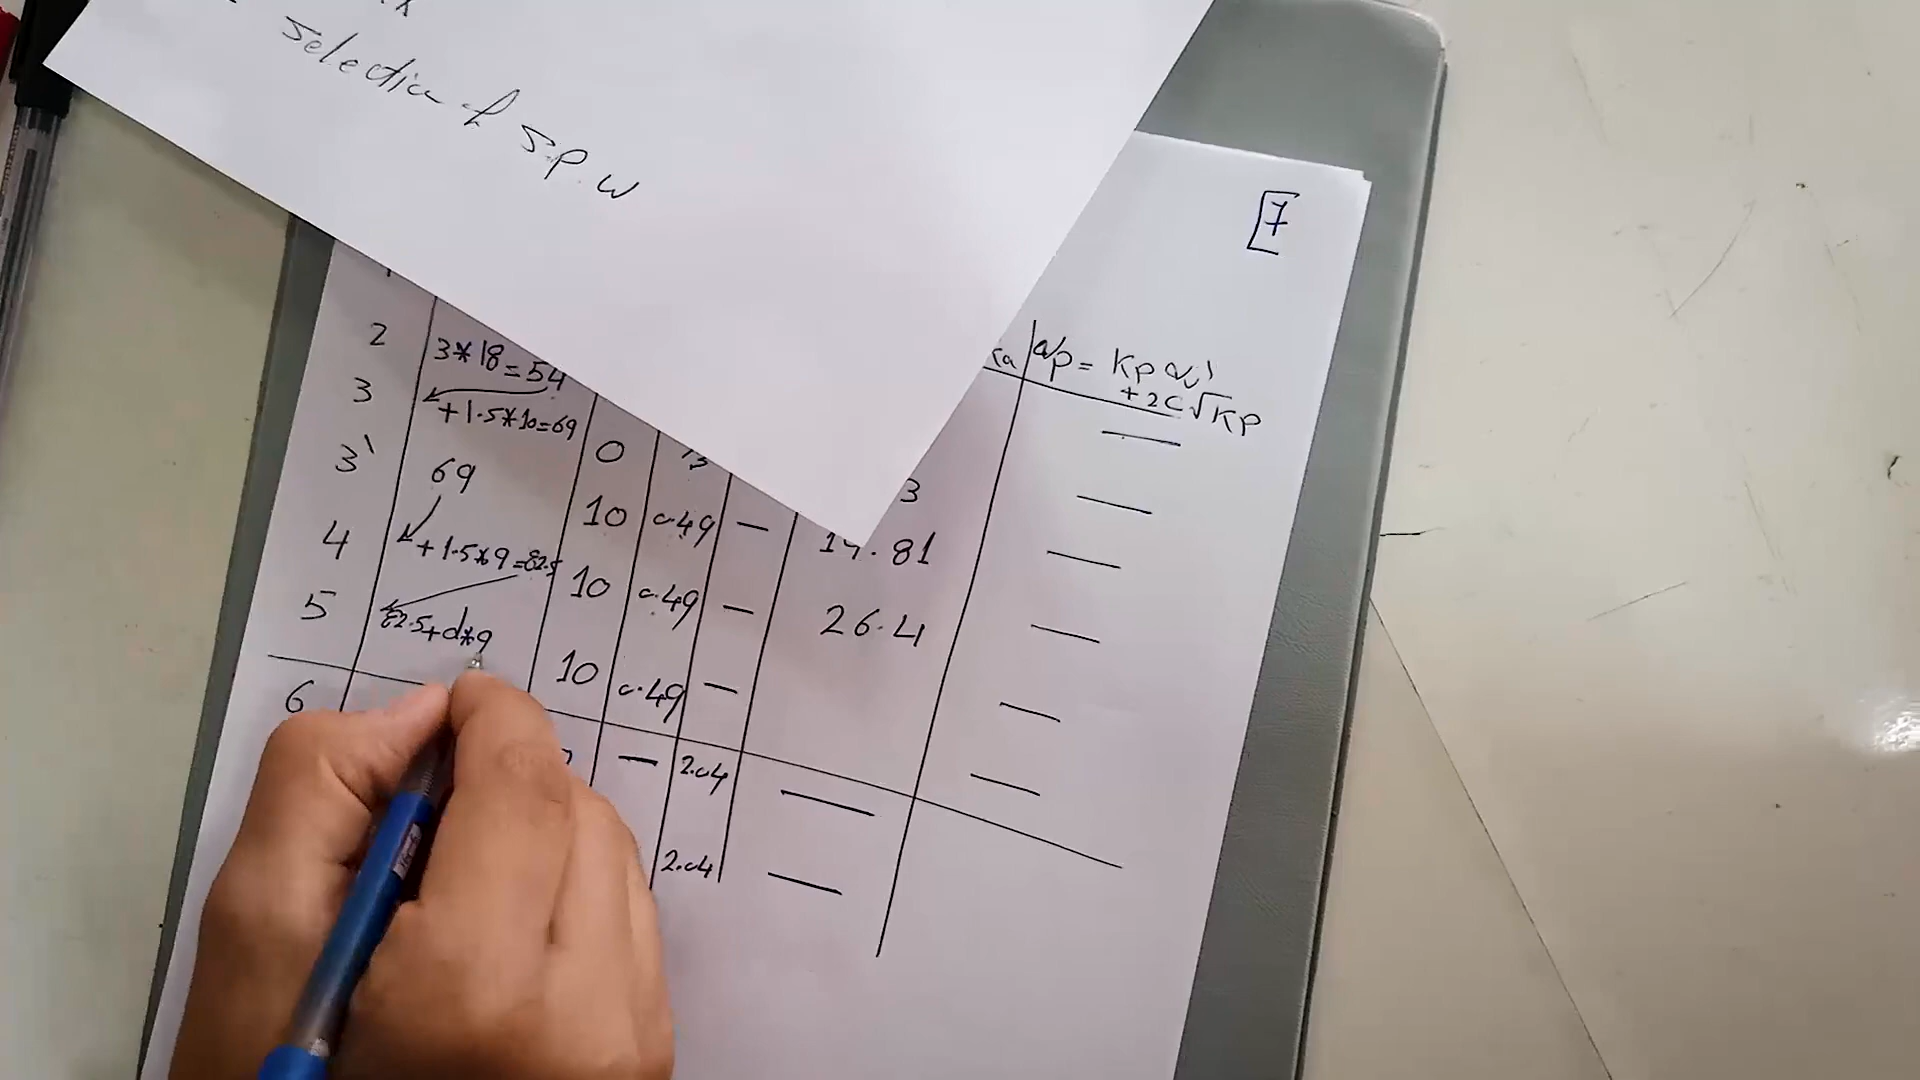 selection of S.P.W
7
σp = Kp σv'
+ 2C√Kp
2 3*18=54
3 +1.5*10=69 0
3' 69 10 0.49 — 3 —
4 +1.5*9=82.5 10 0.49 — 19.81 —
5 82.5+d*9 10 0.49 — 26.4 —
6 — 2.04 — —
2.04 —